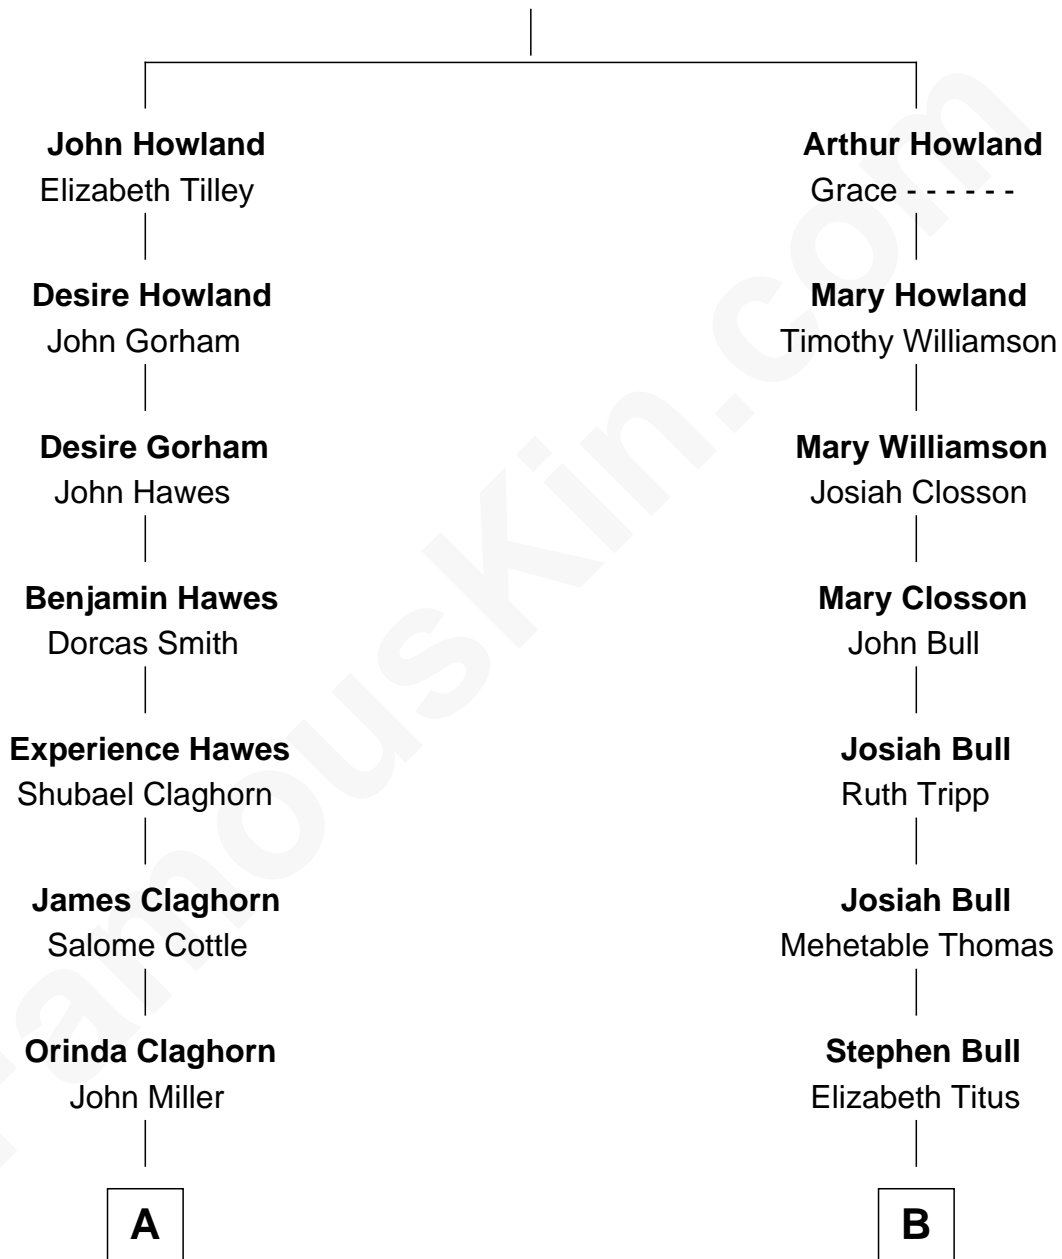 John Howland
Elizabeth Tilley
Desire Howland
John Gorham
Desire Gorham
John Hawes
Benjamin Hawes
Dorcas Smith
Experience Hawes
Shubael Claghorn
James Claghorn
Salome Cottle
Orinda Claghorn
John Miller
A
Arthur Howland
Grace - - - - - -
Mary Howland
Timothy Williamson
Mary Williamson
Josiah Closson
Mary Closson
John Bull
Josiah Bull
Ruth Tripp
Josiah Bull
Mehetable Thomas
Stephen Bull
Elizabeth Titus
B
FamousKin.com